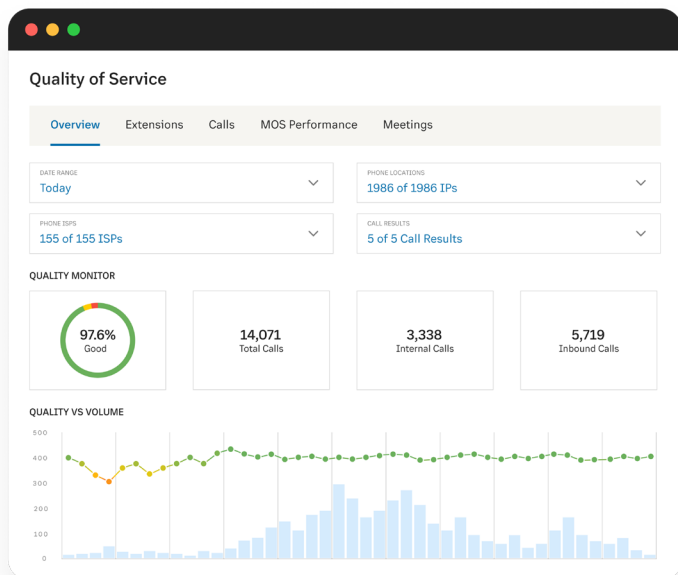 Quality of Service
Overview Extensions Calls MOS Performance Meetings
DATE RANGE
Today
PHONE LOCATIONS
1986 of 1986 IPs
PHONE ISPS
155 of 155 ISPs
CALL RESULTS
5 of 5 Call Results
QUALITY MONITOR
97.6%
Good
14,071
Total Calls
3,338
Internal Calls
5,719
Inbound Calls
QUALITY VS VOLUME
500
400
300
200
100
0